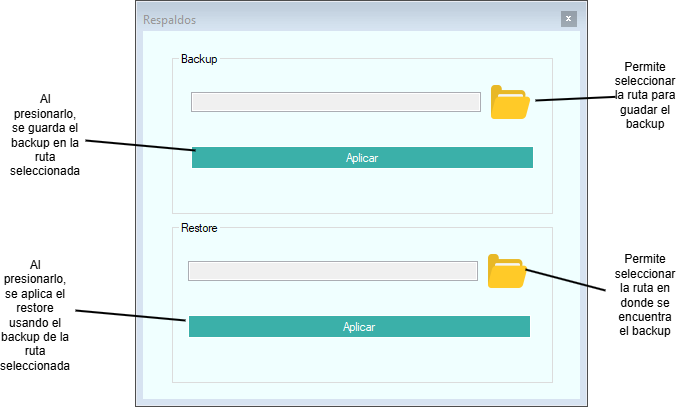 Respaldos
x
Backup
Aplicar
Restore
Aplicar
Al
presionarlo,
se guarda el
backup en la
ruta
seleccionada
Permite
seleccionar
la ruta para
guadar el
backup
Al
presionarlo,
se aplica el
restore
usando el
backup de la
ruta
seleccionada
Permite
seleccionar
la ruta en
donde se
encuentra
el backup